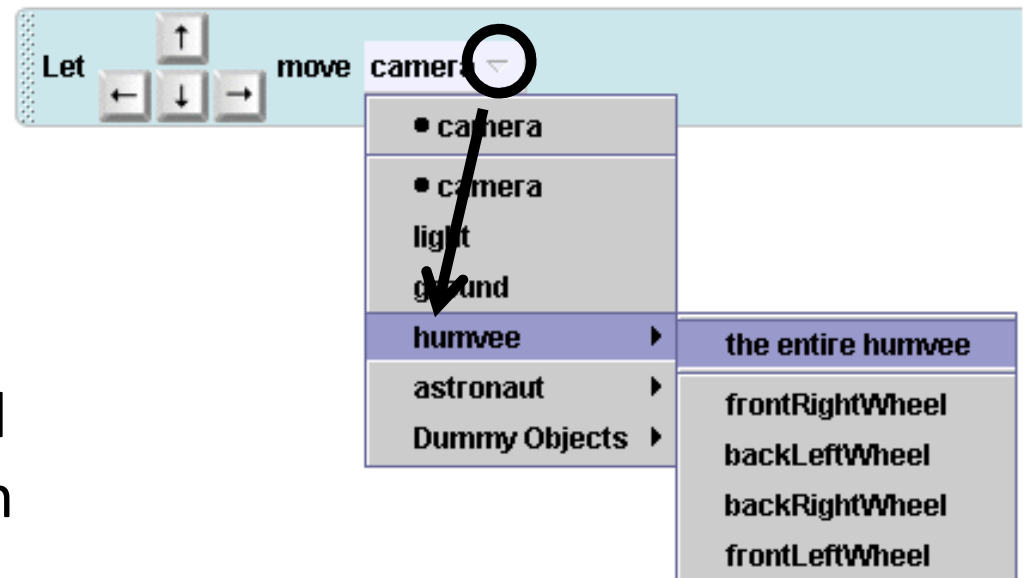 Let ↑ ← ↓ → move camera
• camera
• camera
light
ground
humvee
the entire humvee
astronaut
frontRightWheel
Dummy Objects
backLeftWheel
backRightWheel
frontLeftWheel